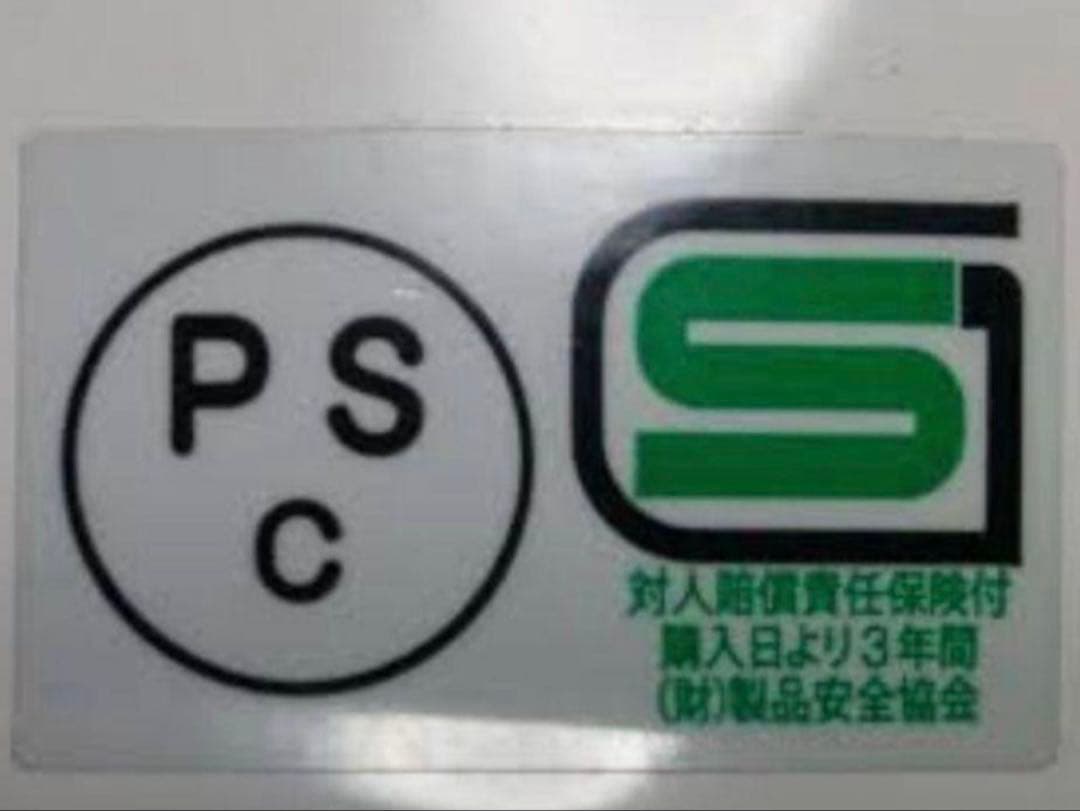 PS
C
SG
対人賠償責任保険付
購入日より3年間
(財)製品安全協会